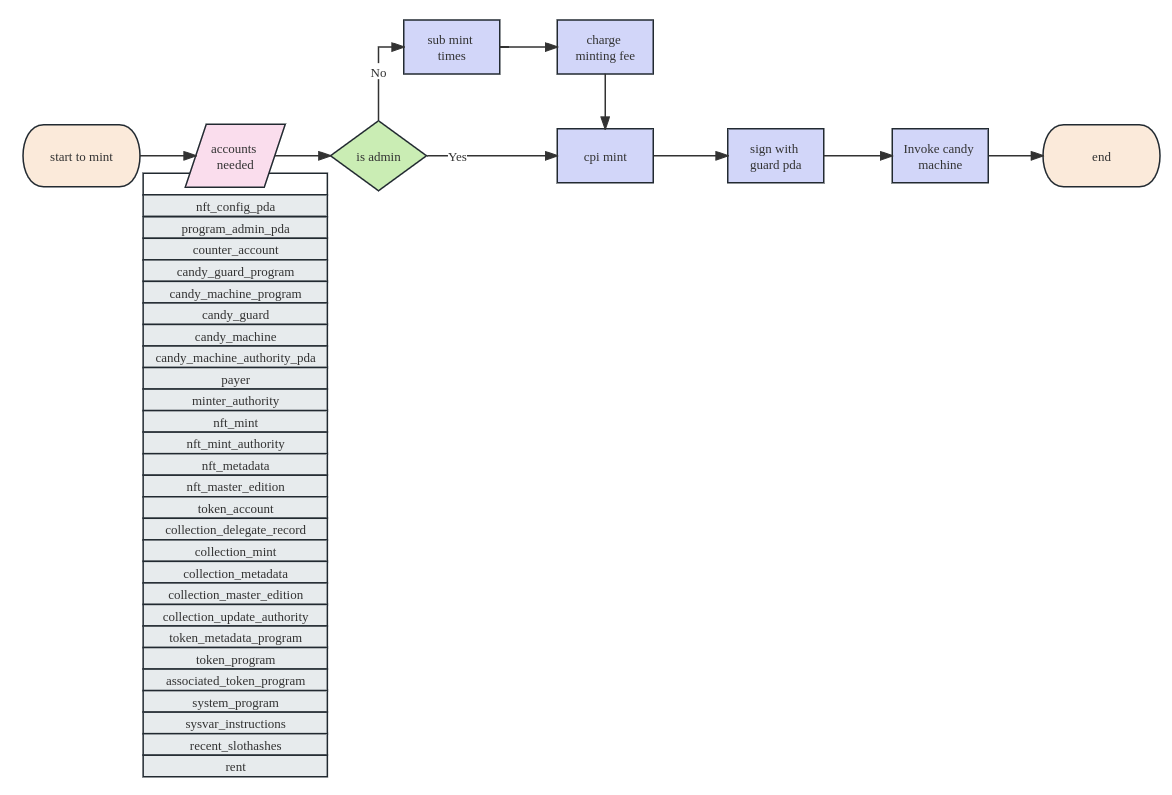 sub mint
times
charge
minting fee
No
start to mint
accounts
needed
is admin
Yes
cpi mint
sign with
guard pda
Invoke candy
machine
end
nft_config_pda
program_admin_pda
counter_account
candy_guard_program
candy_machine_program
candy_guard
candy_machine
candy_machine_authority_pda
payer
minter_authority
nft_mint
nft_mint_authority
nft_metadata
nft_master_edition
token_account
collection_delegate_record
collection_mint
collection_metadata
collection_master_edition
collection_update_authority
token_metadata_program
token_program
associated_token_program
system_program
sysvar_instructions
recent_slothashes
rent